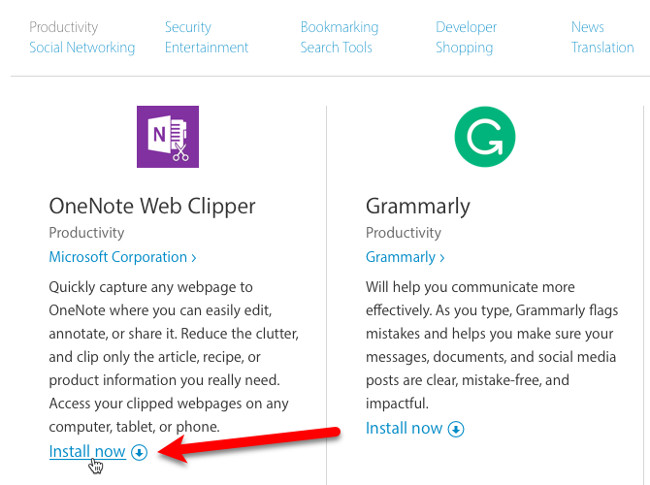 Productivity Security Bookmarking Developer News
Social Networking Entertainment Search Tools Shopping Translation
N
OneNote Web Clipper
Productivity
Microsoft Corporation ›
Quickly capture any webpage to
OneNote where you can easily edit,
annotate, or share it. Reduce the clutter,
and clip only the article, recipe, or
product information you really need.
Access your clipped webpages on any
computer, tablet, or phone.
Install now
G
Grammarly
Productivity
Grammarly ›
Will help you communicate more
effectively. As you type, Grammarly flags
mistakes and helps you make sure your
messages, documents, and social media
posts are clear, mistake-free, and
impactful.
Install now